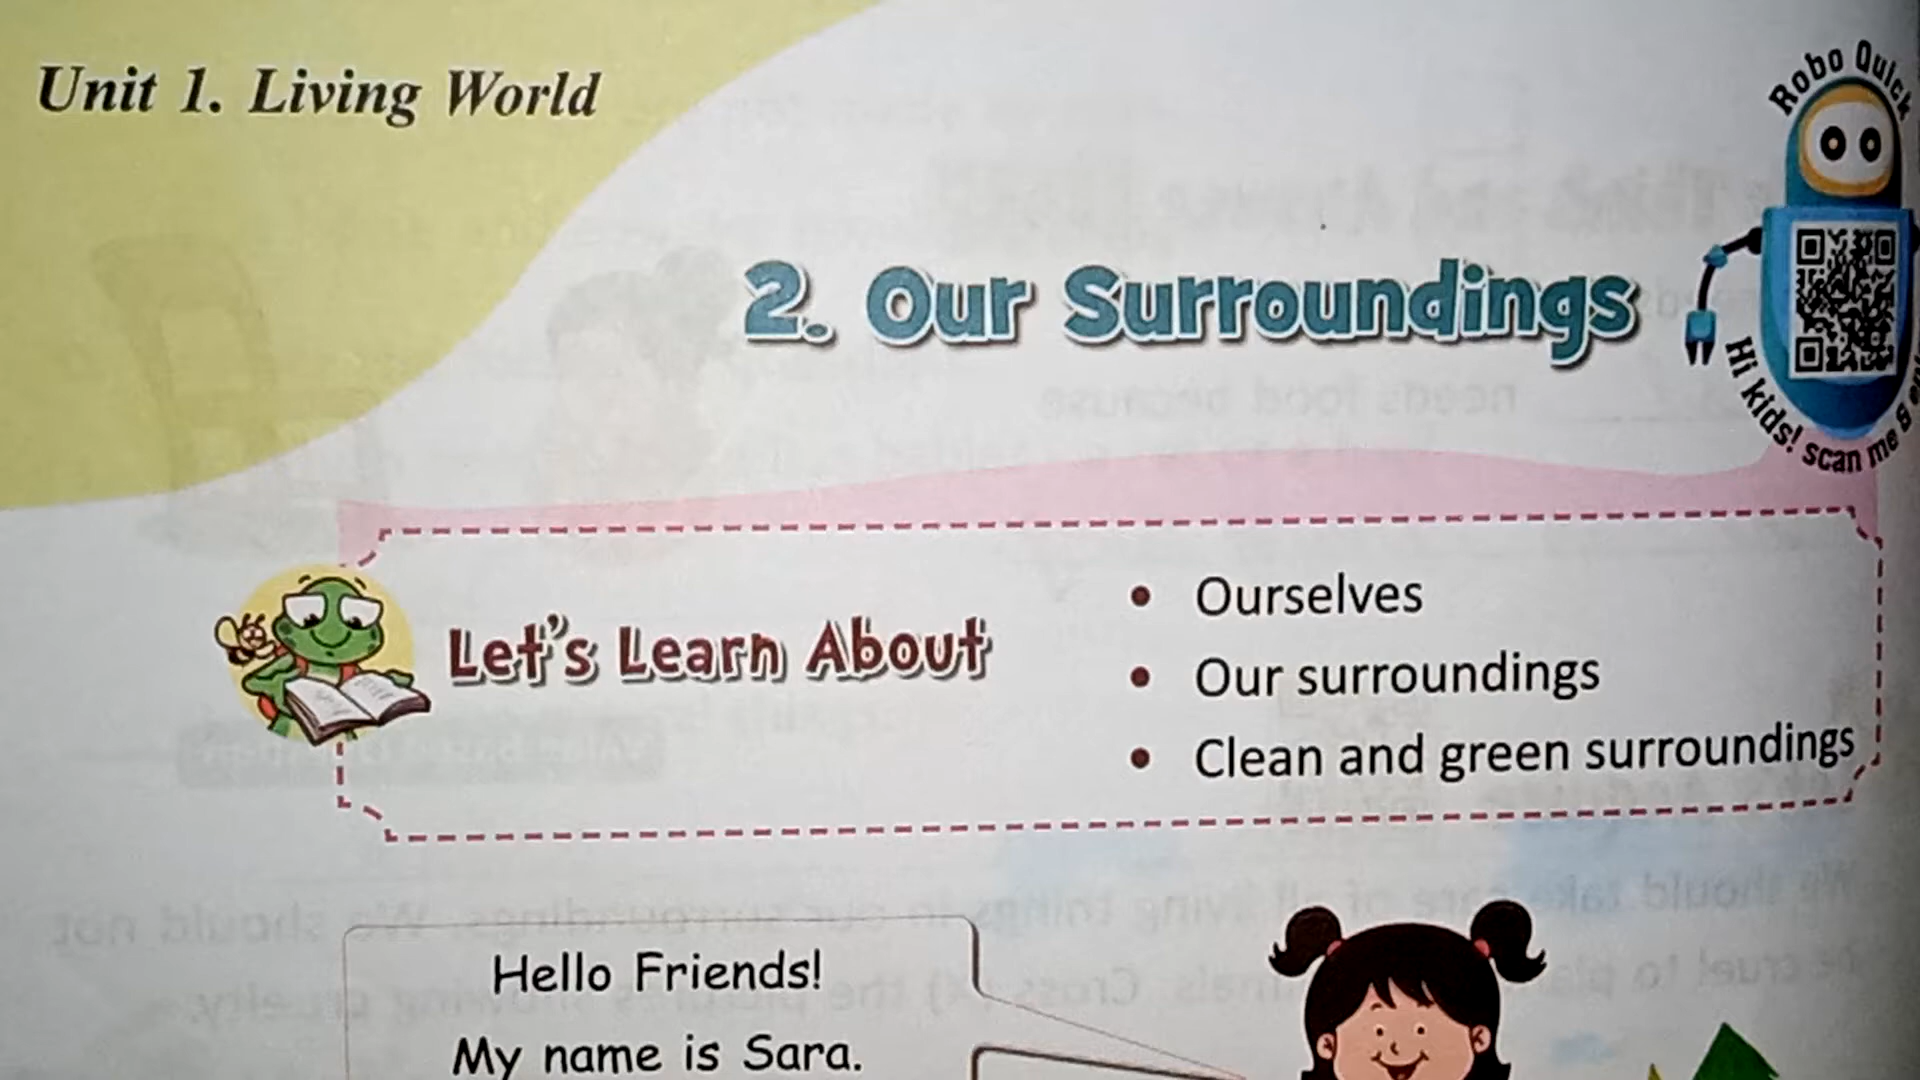 Unit 1. Living World
Robo Quick
2. Our Surroundings
Hi kids! scan me &
Let's Learn About
• Ourselves
• Our surroundings
• Clean and green surroundings
Hello Friends!
My name is Sara.